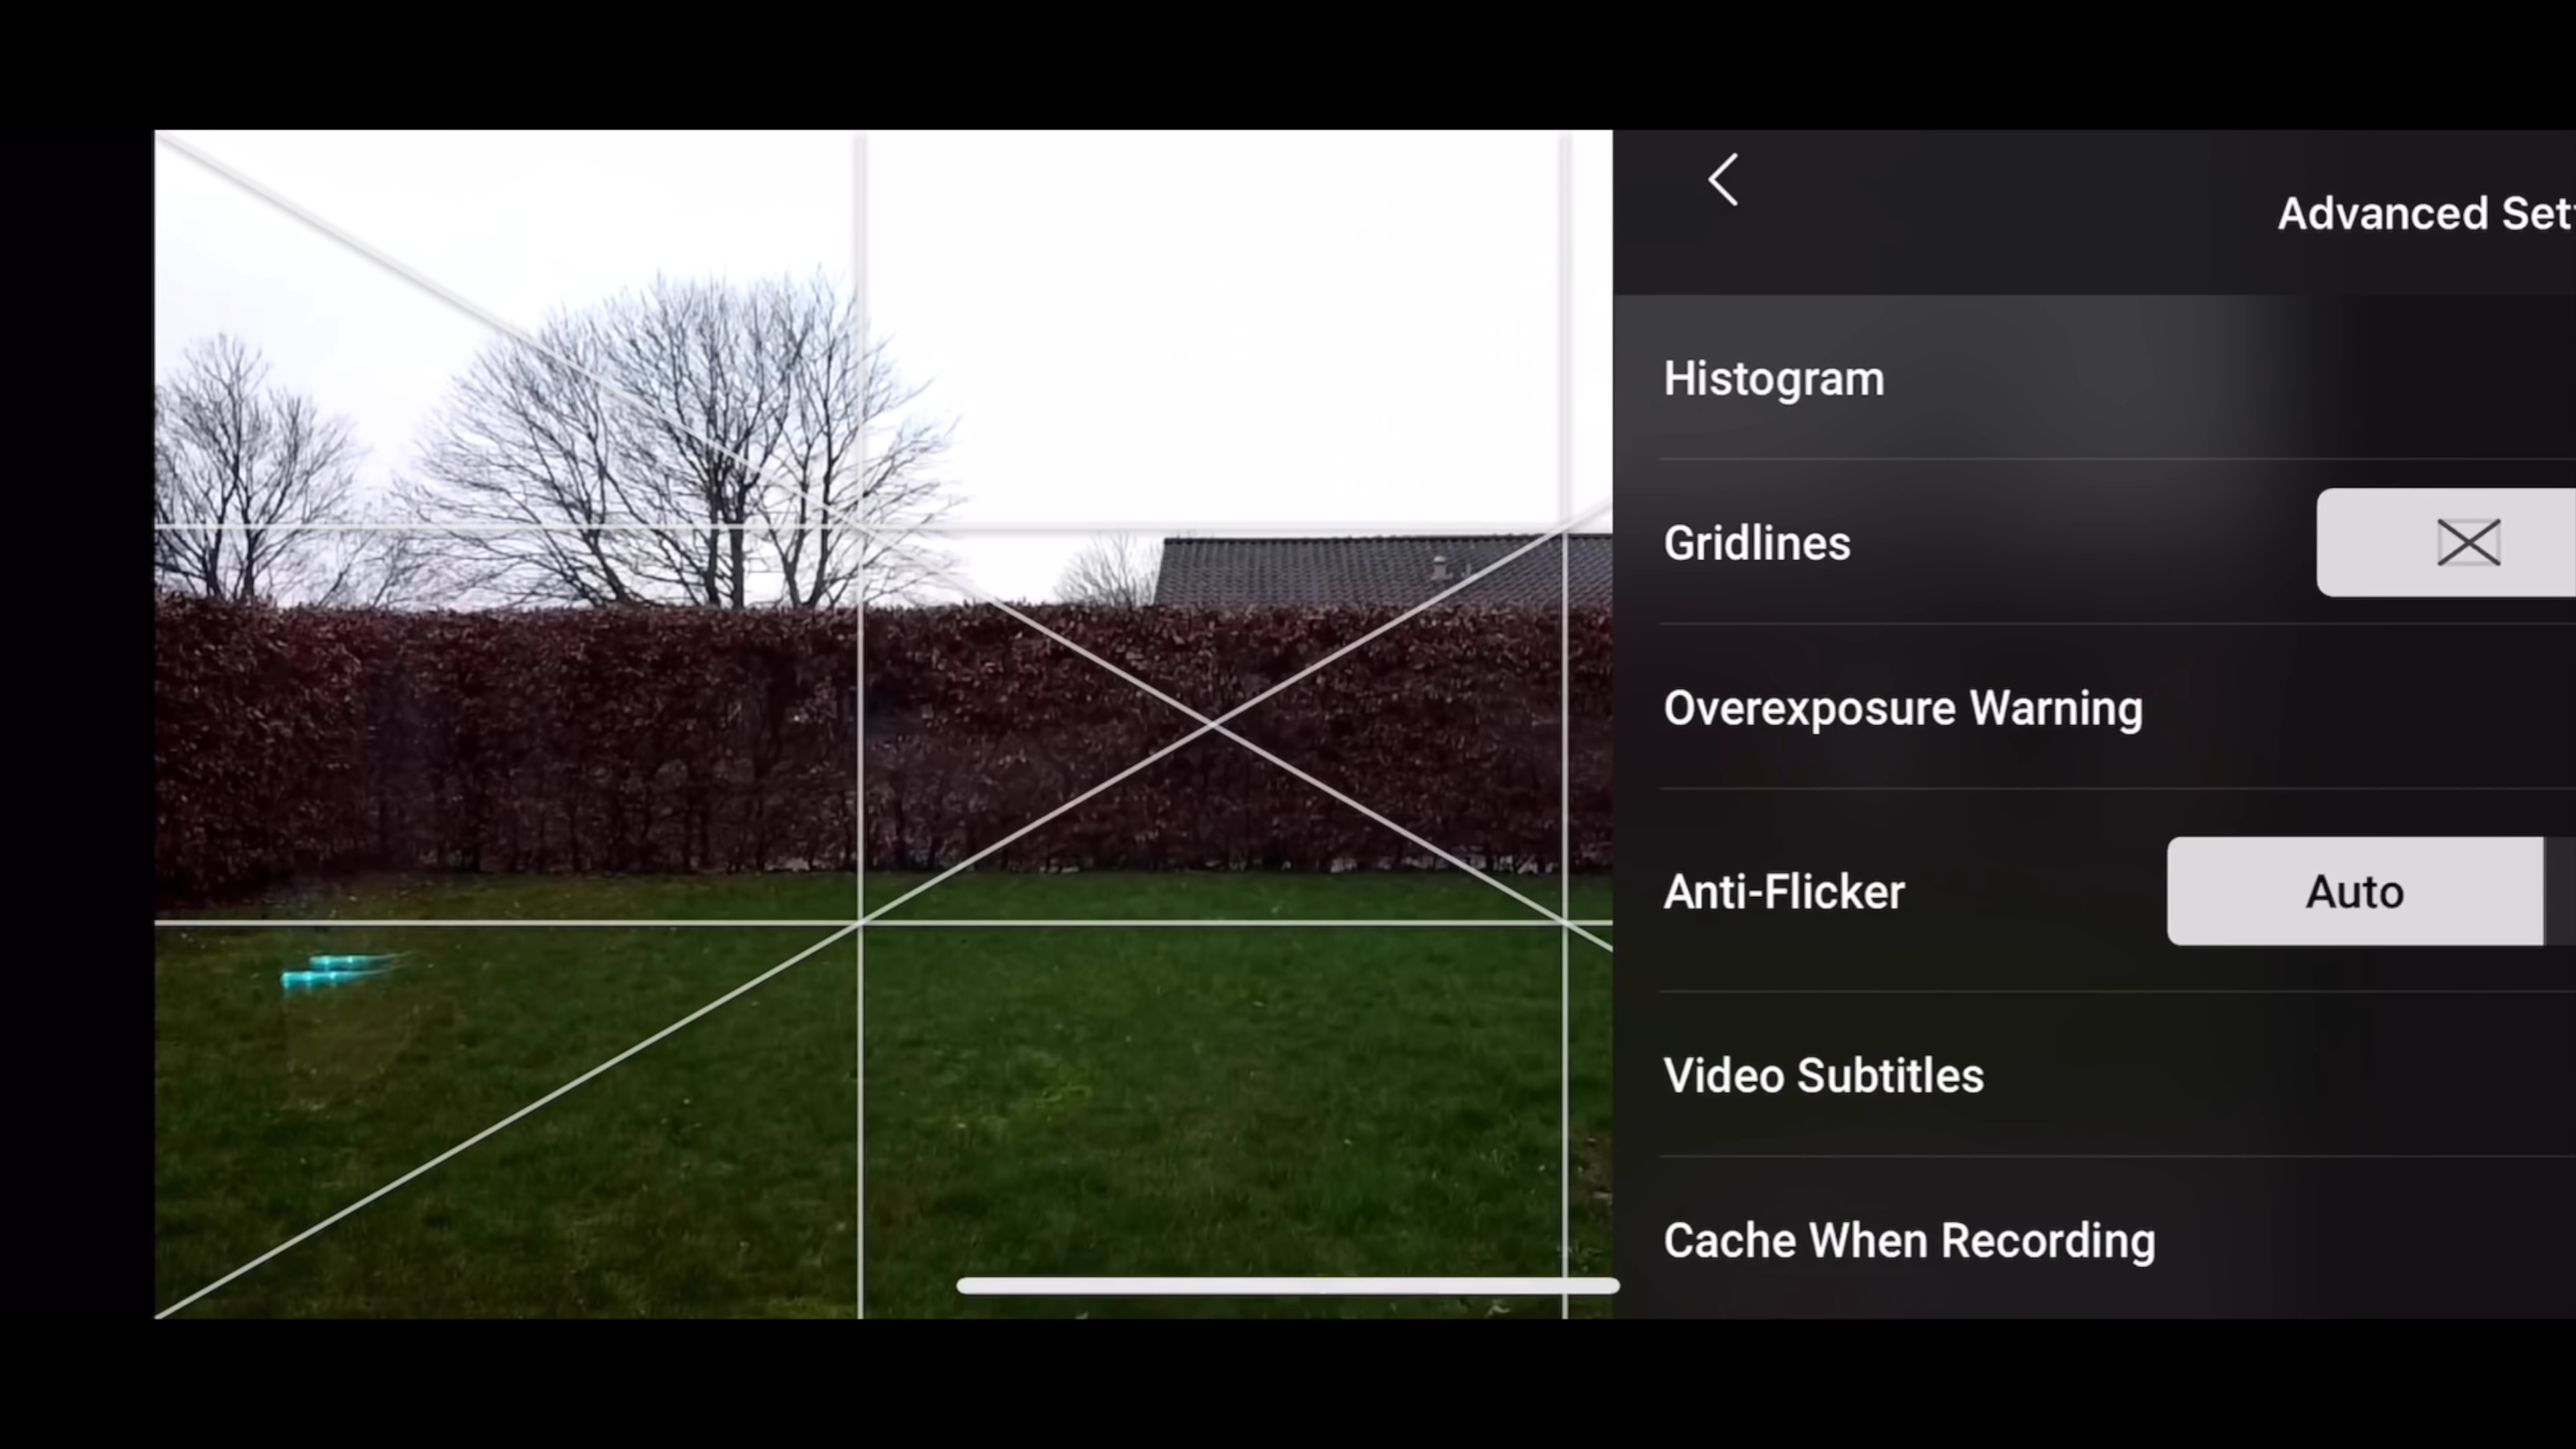 Advanced Set
Histogram
Gridlines
Overexposure Warning
Anti-Flicker
Auto
Video Subtitles
Cache When Recording